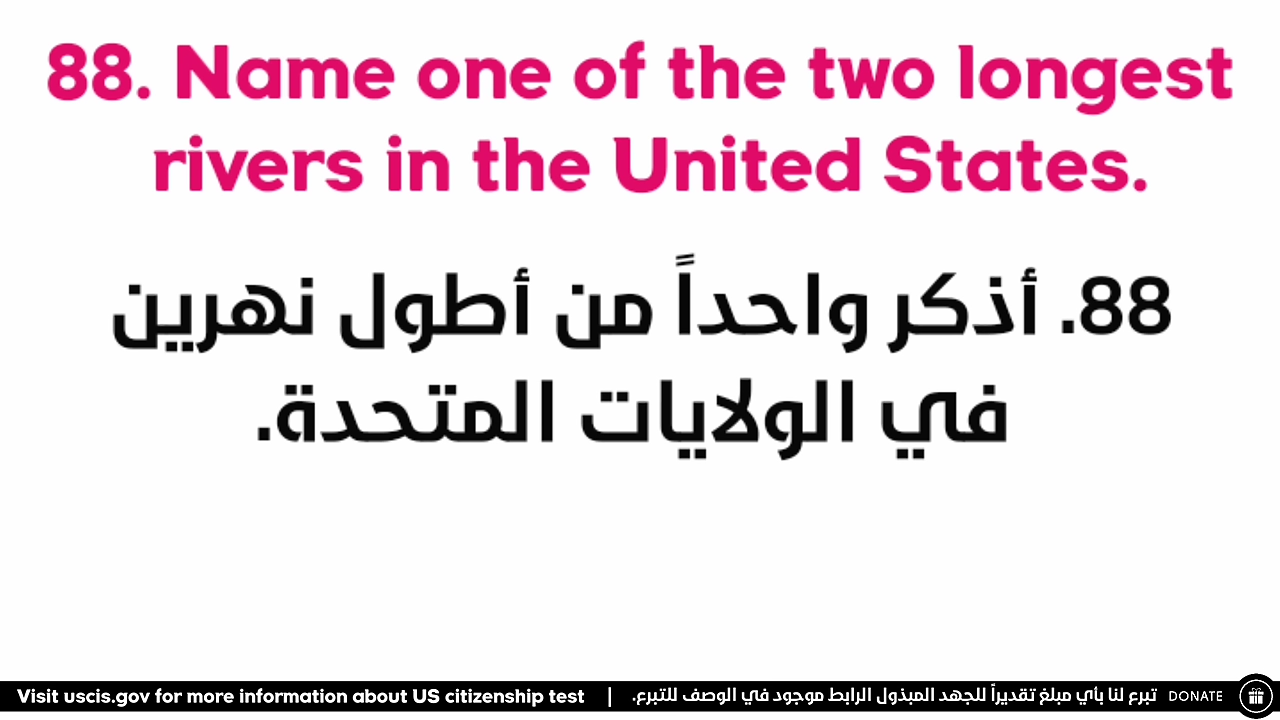 88. Name one of the two longest
rivers in the United States.
88. أذكر واحداً من أطول نهرين
في الولايات المتحدة.
Visit uscis.gov for more information about US citizenship test | تبرع لنا بأي مبلغ تقديراً للجهد المبذول الرابط موجود في الوصف للتبرع. DONATE